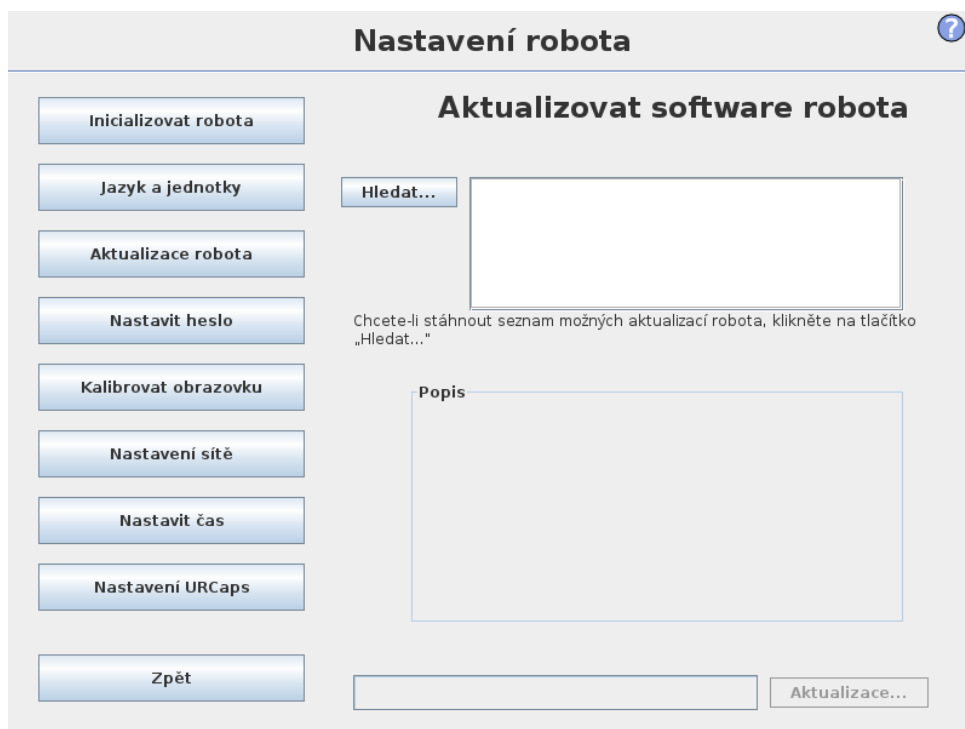 Nastavení robota
?
Inicializovat robota
Jazyk a jednotky
Aktualizace robota
Nastavit heslo
Kalibrovat obrazovku
Nastavení sítě
Nastavit čas
Nastavení URCaps
Zpět
Aktualizovat software robota
Hledat...
Chcete-li stáhnout seznam možných aktualizací robota, klikněte na tlačítko
„Hledat..."
Popis
Aktualizace...